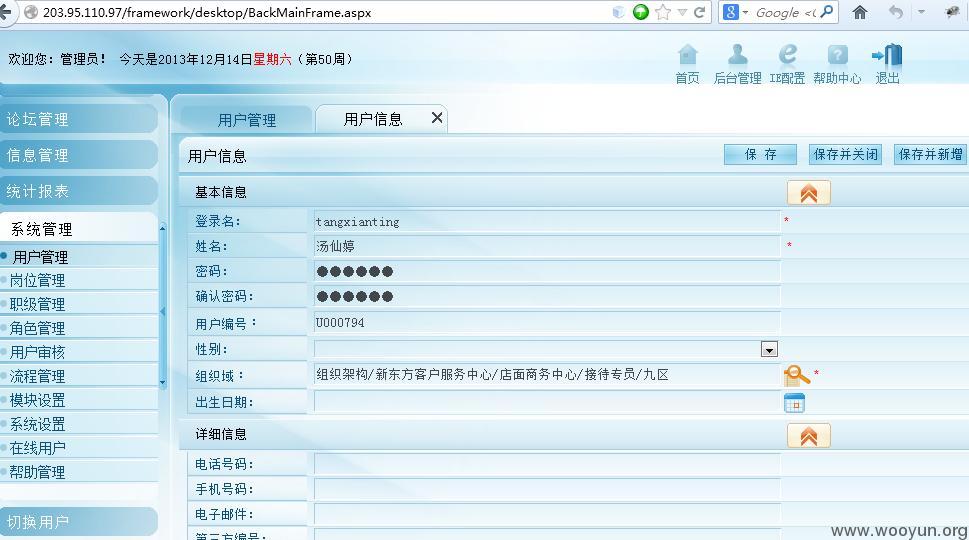 203.95.110.97/framework/desktop/BackMainFrame.aspx
Google
欢迎您：管理员！ 今天是2013年12月14日星期六（第50周）
首页 后台管理 IE配置 帮助中心 退出
论坛管理
信息管理
统计报表
系统管理
用户管理
岗位管理
职级管理
角色管理
用户审核
流程管理
模块设置
系统设置
在线用户
帮助管理
切换用户
用户管理 用户信息
用户信息 保 存 保存并关闭 保存并新增
基本信息
登录名： tangxianting *
姓名： 汤仙婷 *
密码： ●●●●●●
确认密码： ●●●●●●
用户编号： U000794
性别：
组织域： 组织架构/新东方客户服务中心/店面商务中心/接待专员/九区 *
出生日期：
详细信息
电话号码：
手机号码：
电子邮件：
第三方编号：
www.wooyun.org